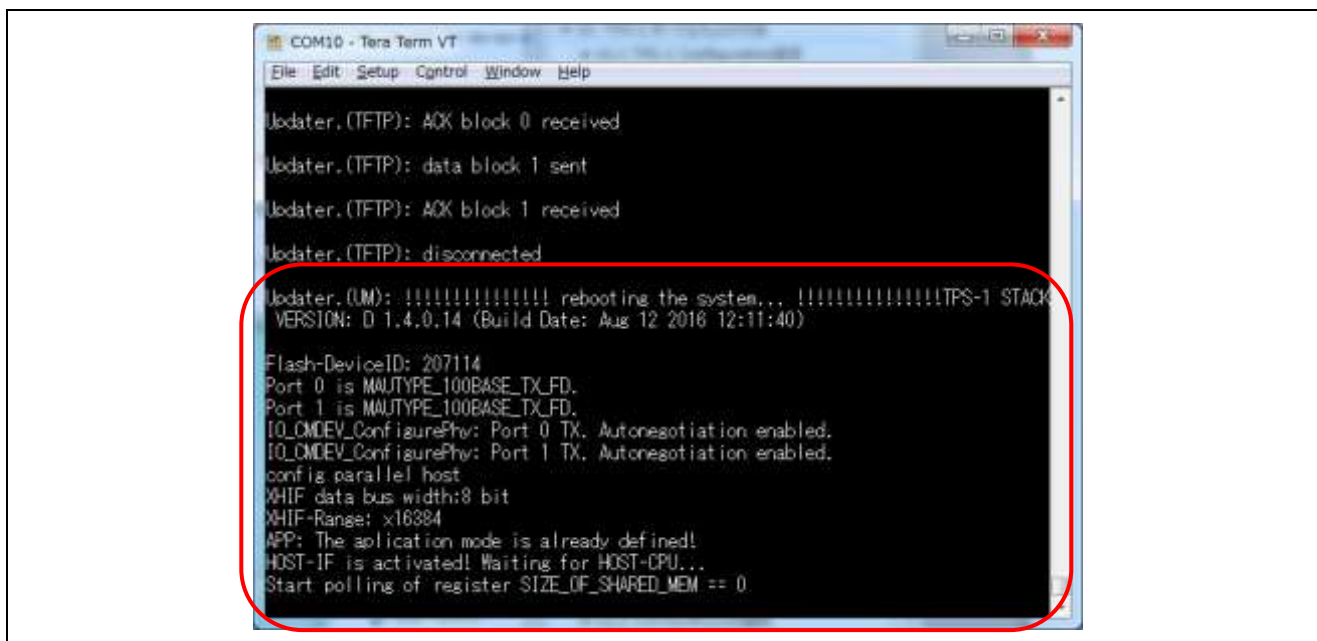 COM10 - Tera Term VT
File Edit Setup Control Window Help
Updater.(TFTP): ACK block 0 received
Updater.(TFTP): data block 1 sent
Updater.(TFTP): ACK block 1 received
Updater.(TFTP): disconnected
Updater.(UM): !!!!!!!!!!!!!!! rebooting the system... !!!!!!!!!!!!!!!TPS-1 STACK
VERSION: D 1.4.0.14 (Build Date: Aug 12 2016 12:11:40)
Flash-DeviceID: 207114
Port 0 is MAUTYPE_100BASE_TX_FD.
Port 1 is MAUTYPE_100BASE_TX_FD.
IO_CMDEV_ConfigurePhy: Port 0 TX. Autonegotiation enabled.
IO_CMDEV_ConfigurePhy: Port 1 TX. Autonegotiation enabled.
config parallel host
XHIF data bus width:8 bit
XHIF-Range: x16384
APP: The aplication mode is already defined!
HOST-IF is activated! Waiting for HOST-CPU...
Start polling of register SIZE_OF_SHARED_MEM == 0